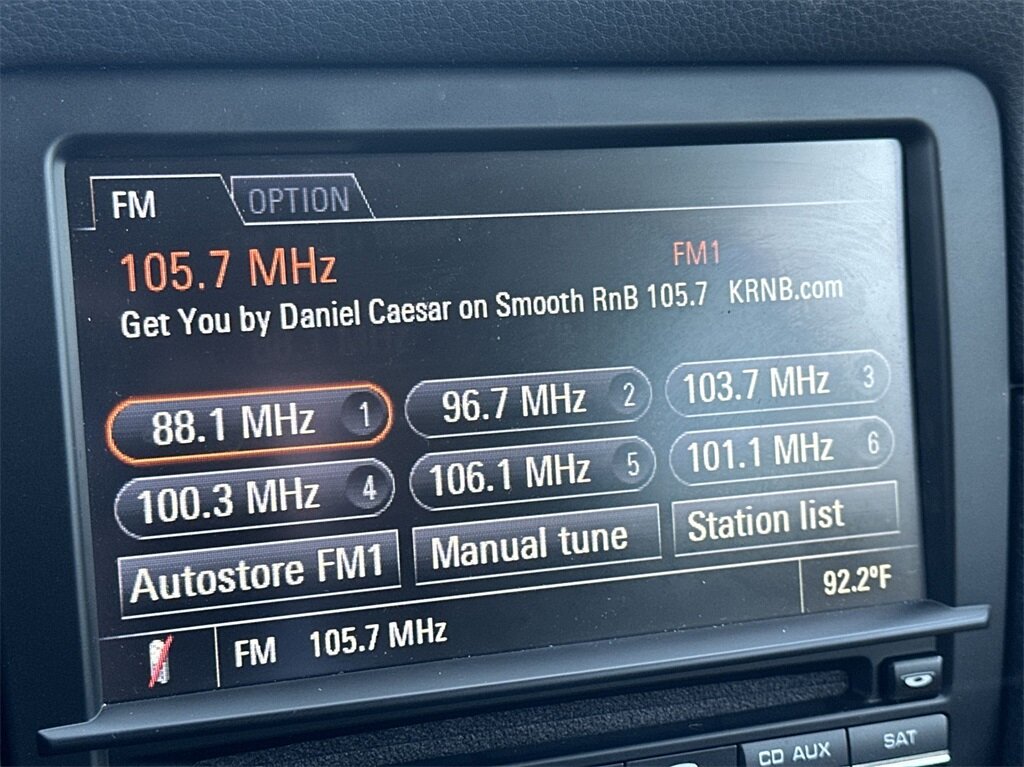 FM OPTION
105.7 MHz FM1
Get You by Daniel Caesar on Smooth RnB 105.7 KRNB.com
88.1 MHz 1 96.7 MHz 2 103.7 MHz 3
100.3 MHz 4 106.1 MHz 5 101.1 MHz 6
Autostore FM1 Manual tune Station list
FM 105.7 MHz 92.2ºF
CD AUX SAT